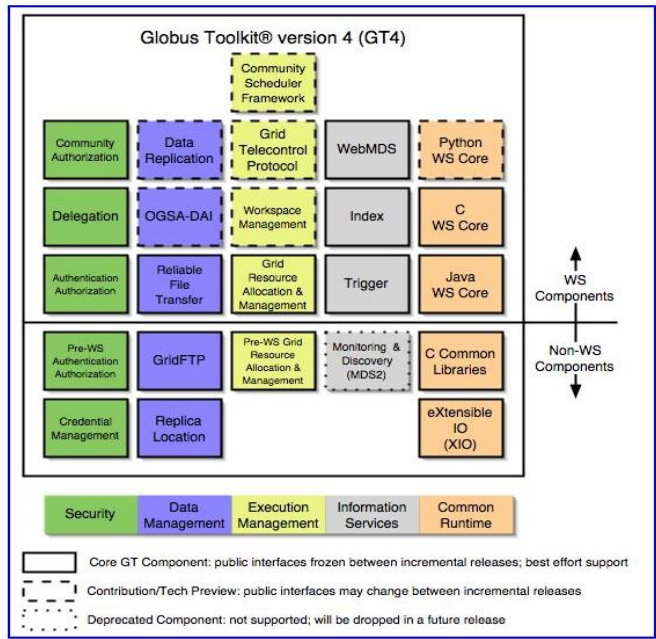 Globus Toolkit® version 4 (GT4)
Community
Scheduler
Framework
Community
Authorization
Data
Replication
Grid
Telecontrol
Protocol
WebMDS
Python
WS Core
Delegation
OGSA-DAI
Workspace
Management
Index
C
WS Core
Authentication
Authorization
Reliable
File
Transfer
Grid
Resource
Allocation &
Management
Trigger
Java
WS Core
WS
Components
Pre-WS
Authentication
Authorization
GridFTP
Pre-WS Grid
Resource
Allocation &
Management
Monitoring &
Discovery
(MDS2)
C Common
Libraries
Non-WS
Components
Credential
Management
Replica
Location
eXtensible
IO
(XIO)
Security
Data
Management
Execution
Management
Information
Services
Common
Runtime
Core GT Component: public interfaces frozen between incremental releases; best effort support
Contribution/Tech Preview: public interfaces may change between incremental releases
Deprecated Component: not supported; will be dropped in a future release